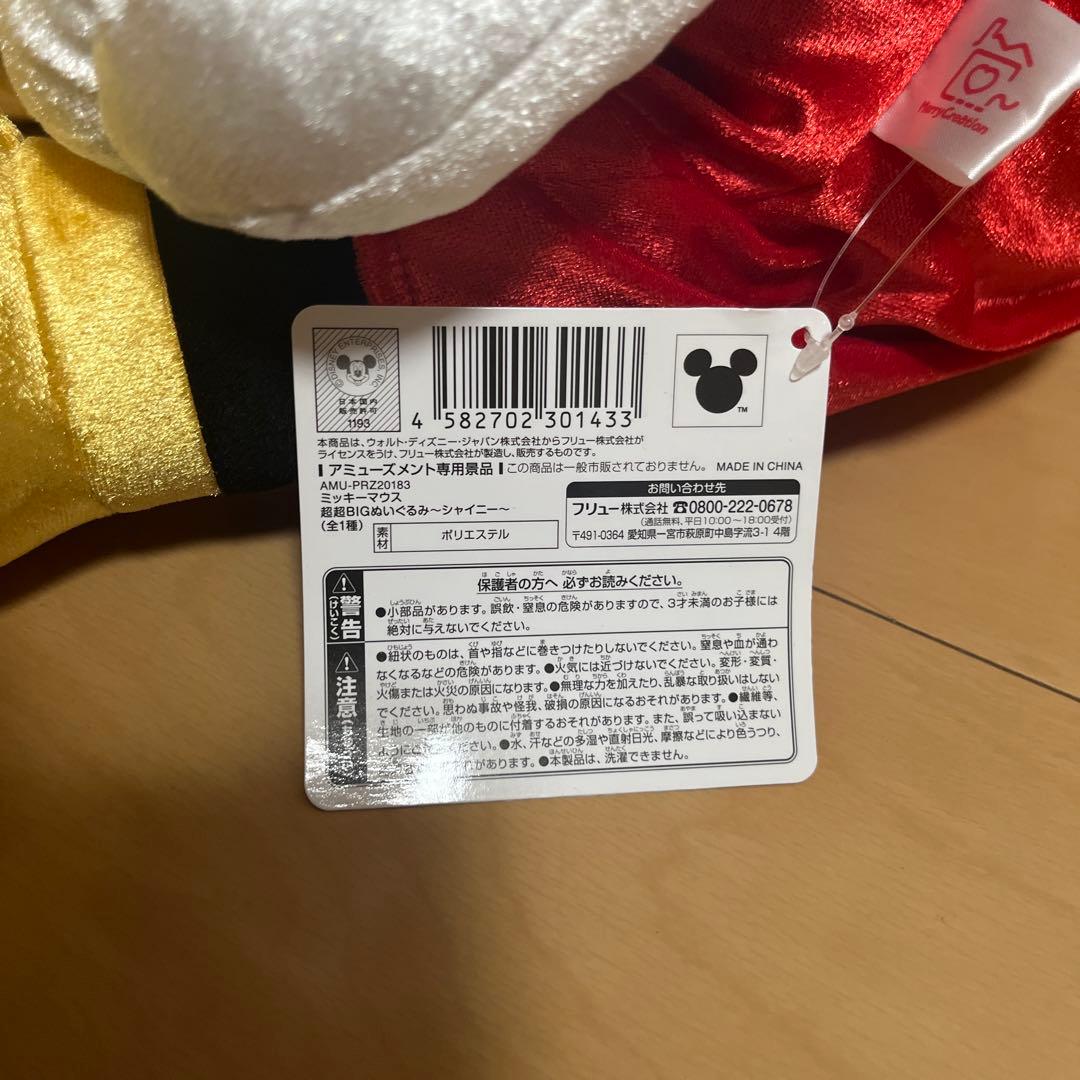 Merry Creation
©DISNEY ENTERPRISES, INC.
日本国内
販売許可
1193
4 582702 301433
TM
本商品は、ウォルト・ディズニー・ジャパン株式会社からフリュー株式会社が
ライセンスをうけ、フリュー株式会社が製造し、販売するものです。
アミューズメント専用景品 この商品は一般市販されておりません。 MADE IN CHINA
AMU-PRZ20183
ミッキーマウス
超超BIGぬいぐるみ～シャイニー～
(全1種)
素材
ポリエステル
お問い合わせ先
フリュー株式会社 ☎0800-222-0678
(通話無料、平日10:00～18:00受付)
〒491-0364 愛知県一宮市萩原町中島字流3-1 4階
警告
(けいこく)
保護者の方へ 必ずお読みください。
●小部品があります。誤飲・窒息の危険がありますので、3才未満のお子様には
絶対に与えないでください。
注意
●紐状のものは、首や指などに巻きつけたりしないでください。窒息や血が通わ
なくなるなどの危険があります。●火気には近づけないでください。変形・変質・
火傷または火災の原因になります。●無理な力を加えたり、乱暴な取り扱いはしない
でください。思わぬ事故や怪我、破損の原因になるおそれがあります。●繊維等、
生地の一部が他のものに付着するおそれがあります。また、誤って吸い込まない
ようにご注意ください。●水、汗などの多湿や直射日光、摩擦などにより色うつり、
それがあります。●本製品は、洗濯できません。